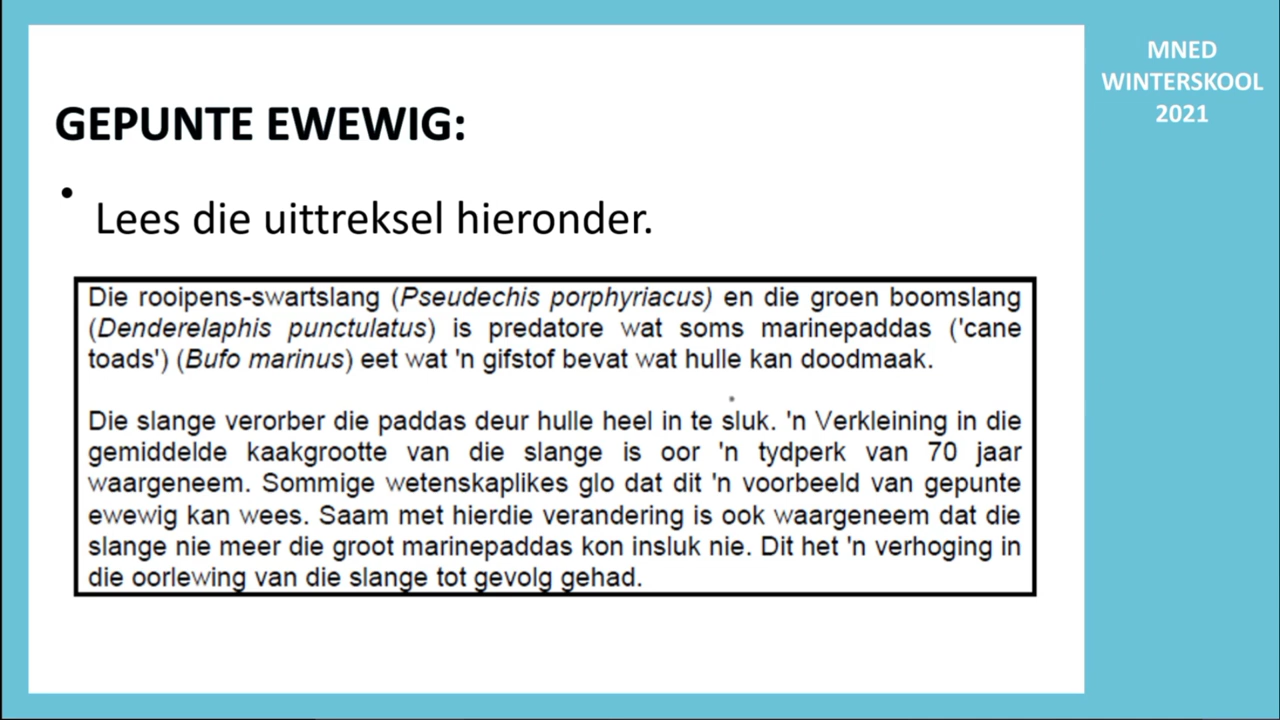 MNED
WINTERSKOOL
2021
GEPUNTE EWEWIG:
• Lees die uittreksel hieronder.
Die rooipens-swartslang (Pseudechis porphyriacus) en die groen boomslang
(Denderelaphis punctulatus) is predatore wat soms marinepaddas ('cane
toads') (Bufo marinus) eet wat 'n gifstof bevat wat hulle kan doodmaak.
Die slange verorber die paddas deur hulle heel in te sluk. 'n Verkleining in die
gemiddelde kaakgrootte van die slange is oor 'n tydperk van 70 jaar
waargeneem. Sommige wetenskaplikes glo dat dit 'n voorbeeld van gepunte
ewewig kan wees. Saam met hierdie verandering is ook waargeneem dat die
slange nie meer die groot marinepaddas kon insluk nie. Dit het 'n verhoging in
die oorlewing van die slange tot gevolg gehad.